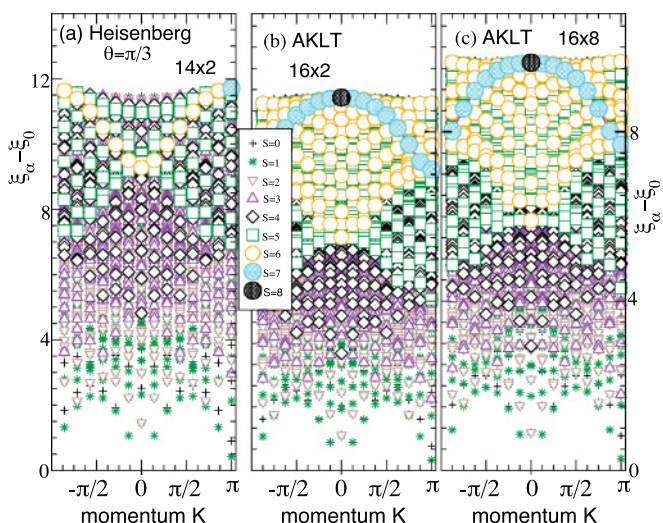 (a) Heisenberg
θ=π/3
14x2
(b) AKLT
16x2
(c) AKLT
16x8
12
8
4
0
ξα-ξ0
S=0
S=1
S=2
S=3
S=4
S=5
S=6
S=7
S=8
8
4
0
ξα-ξ0
-π/2 0 π/2
-π/2 0 π/2
-π/2 0 π/2 π
momentum K
momentum K
momentum K